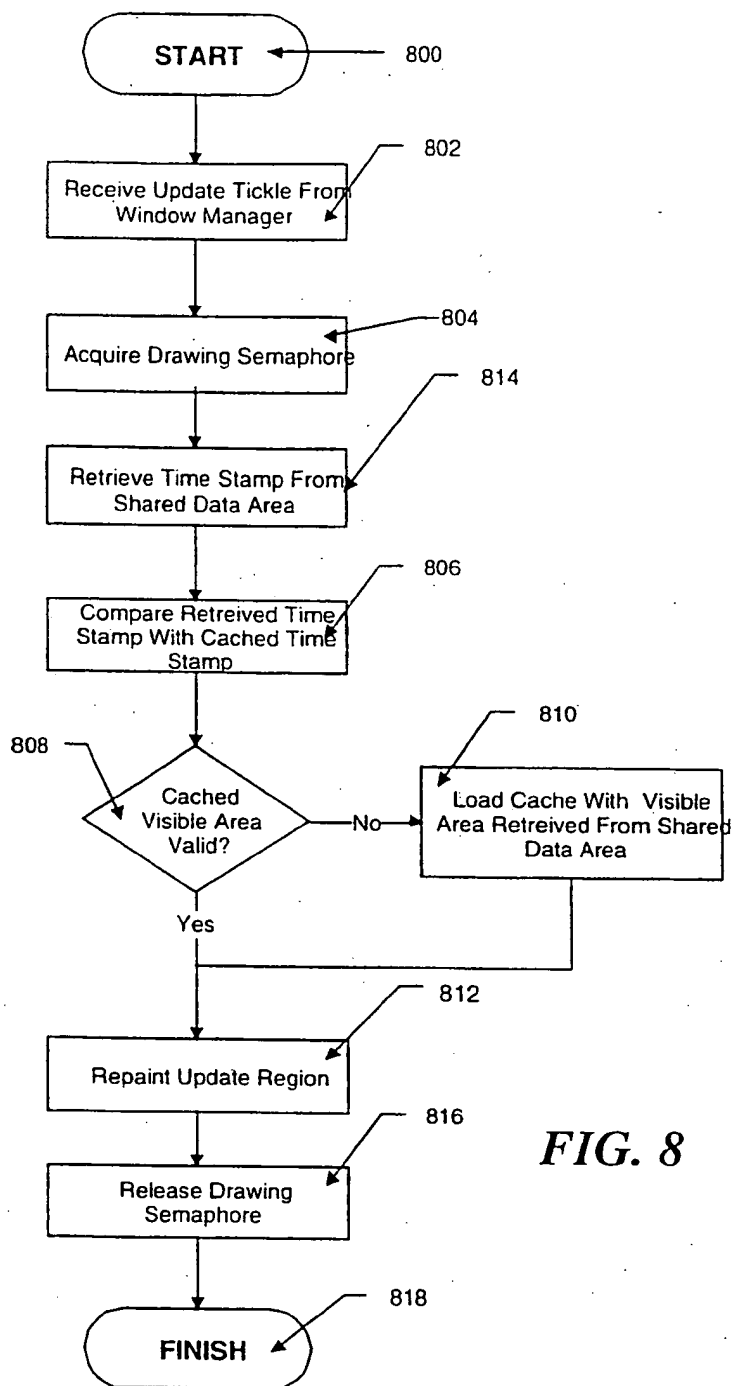 START
800
802
Receive Update Tickle From
Window Manager
804
Acquire Drawing Semaphore
814
Retrieve Time Stamp From
Shared Data Area
806
Compare Retreived Time
Stamp With Cached Time
Stamp
808
810
Cached
Visible Area
Valid?
No
Load Cache With Visible
Area Retreived From Shared
Data Area
Yes
812
Repaint Update Region
816
Release Drawing
Semaphore
FIG. 8
818
FINISH